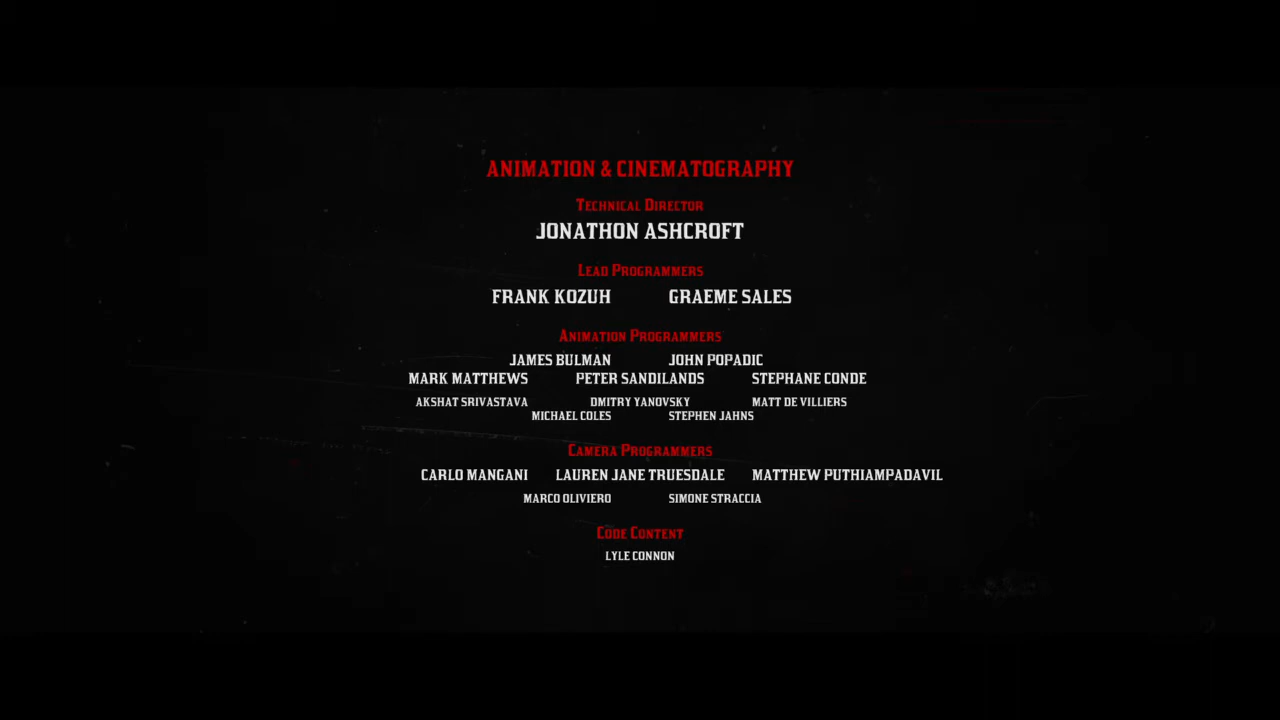 ANIMATION & CINEMATOGRAPHY
TECHNICAL DIRECTOR
JONATHON ASHCROFT
LEAD PROGRAMMERS
FRANK KOZUH GRAEME SALES
ANIMATION PROGRAMMERS
JAMES BULMAN JOHN POPADIC
MARK MATTHEWS PETER SANDILANDS STEPHANE CONDE
AKSHAT SRIVASTAVA DMITRY YANOVSKY MATT DE VILLIERS
MICHAEL COLES STEPHEN JAHNS
CAMERA PROGRAMMERS
CARLO MANGANI LAUREN JANE TRUESDALE MATTHEW PUTHIAMPADAVIL
MARCO OLIVIERO SIMONE STRACCIA
CODE CONTENT
LYLE CONNON